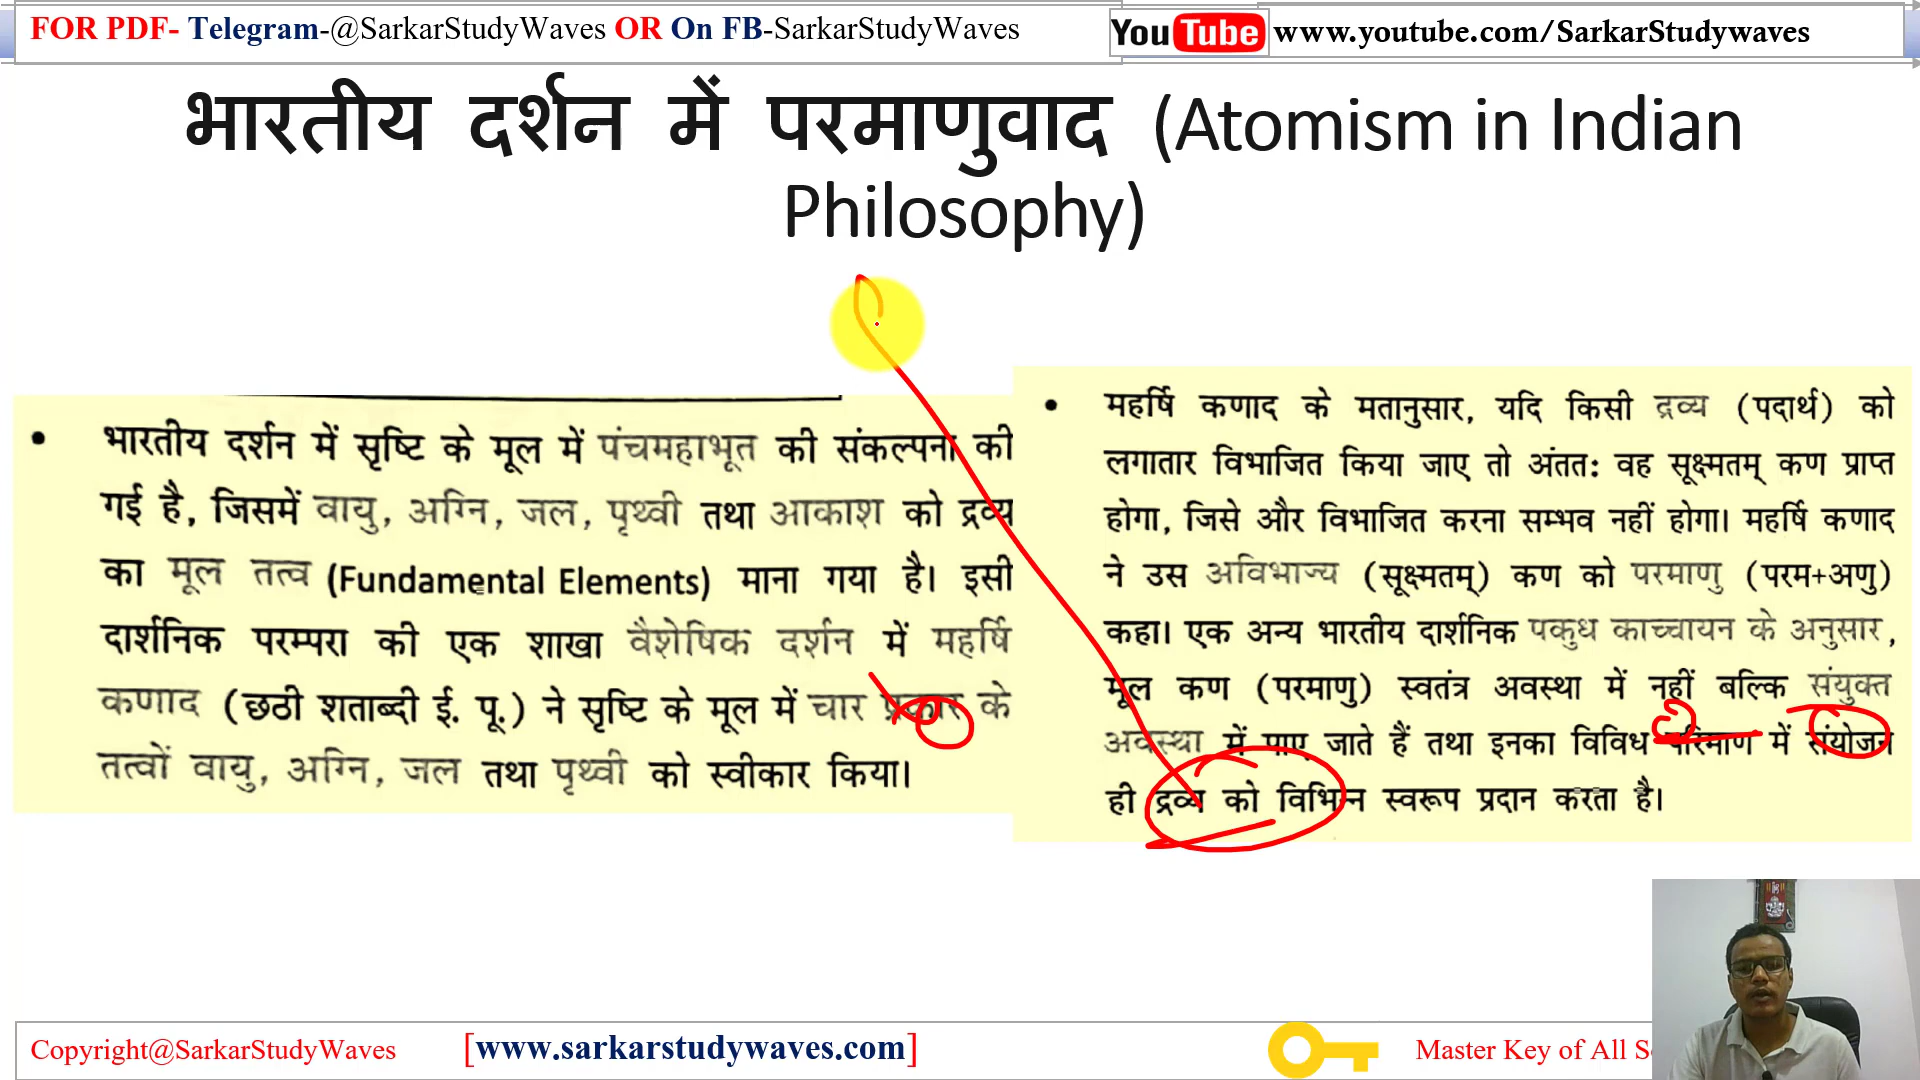 FOR PDF- Telegram-@SarkarStudyWaves OR On FB-SarkarStudyWaves
YouTube www.youtube.com/SarkarStudywaves
भारतीय दर्शन में परमाणुवाद (Atomism in Indian
Philosophy)
• भारतीय दर्शन में सृष्टि के मूल में पंचमहाभूत की संकल्पना की
गई है, जिसमें वायु, अग्नि, जल, पृथ्वी तथा आकाश को द्रव्य
का मूल तत्व (Fundamental Elements) माना गया है। इसी
दार्शनिक परम्परा की एक शाखा वैशेषिक दर्शन में महर्षि
कणाद (छठी शताब्दी ई. पू.) ने सृष्टि के मूल में चार प्रकार के
तत्वों वायु, अग्नि, जल तथा पृथ्वी को स्वीकार किया।
• महर्षि कणाद के मतानुसार, यदि किसी द्रव्य (पदार्थ) को
लगातार विभाजित किया जाए तो अंततः वह सूक्ष्मतम् कण प्राप्त
होगा, जिसे और विभाजित करना सम्भव नहीं होगा। महर्षि कणाद
ने उस अविभाज्य (सूक्ष्मतम्) कण को परमाणु (परम+अणु)
कहा। एक अन्य भारतीय दार्शनिक पकुध काच्चायन के अनुसार,
मूल कण (परमाणु) स्वतंत्र अवस्था में नहीं बल्कि संयुक्त
अवस्था में पाए जाते हैं तथा इनका विविध परिमाण में संयोजन
ही द्रव्य को विभिन्न स्वरूप प्रदान करता है।
Copyright@SarkarStudyWaves [www.sarkarstudywaves.com] Master Key of All